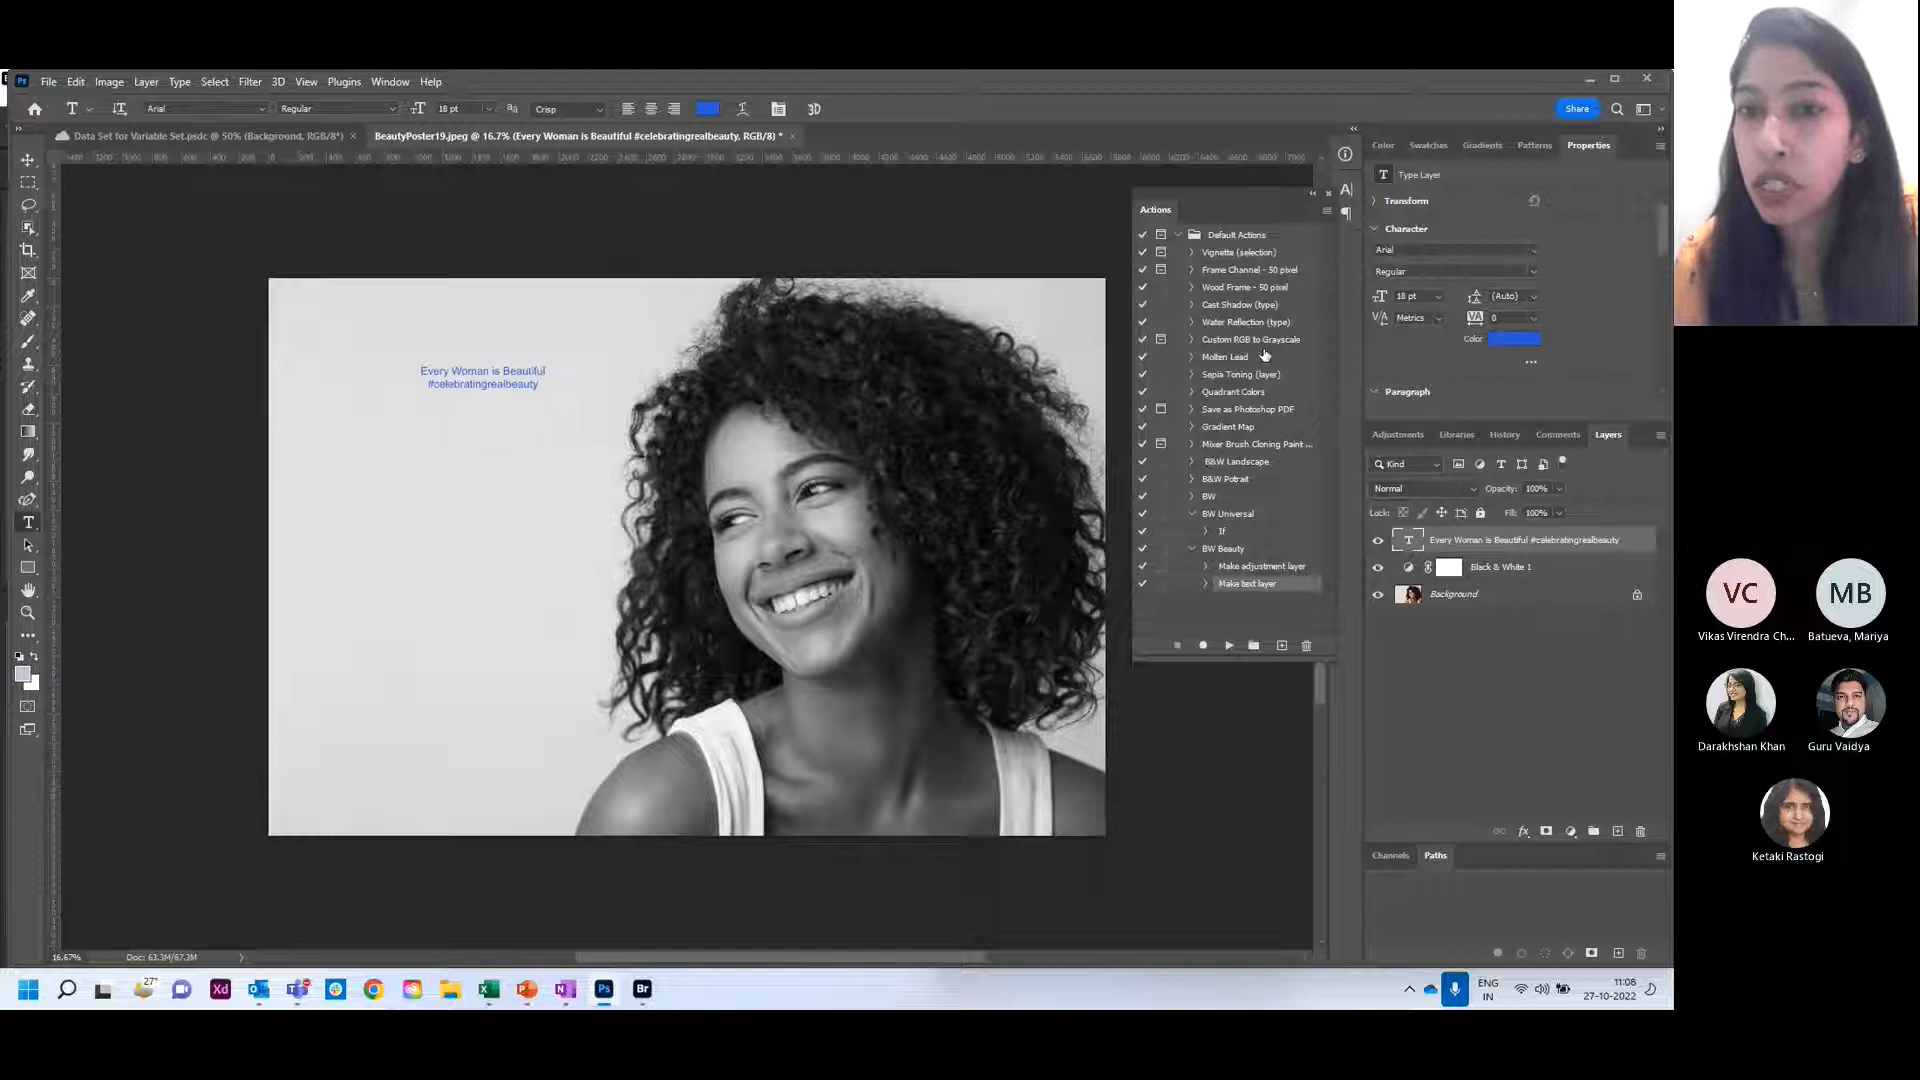 File Edit Image Layer Type Select Filter 3D View Plugins Window Help
Arial Regular 18 pt Crisp 3D Share
Data Set for Variable Set.psdc @ 50% (Background, RGB/8*) × BeautyPoster19.jpeg @ 16.7% (Every Woman is Beautiful #celebratingrealbeauty, RGB/8) * ×
Every Woman is Beautiful
#celebratingrealbeauty
Actions
Default Actions
Vignette (selection)
Frame Channel - 50 pixel
Wood Frame - 50 pixel
Cast Shadow (type)
Water Reflection (type)
Custom RGB to Grayscale
Molten Lead
Sepia Toning (layer)
Quadrant Colors
Save as Photoshop PDF
Gradient Map
Mixer Brush Cloning Paint ...
B&W Landscape
B&W Potrait
BW
BW Universal
If
BW Beauty
Make adjustment layer
Make text layer
Color Swatches Gradients Patterns Properties
Type Layer
Transform
Character
Arial
Regular
18 pt (Auto)
Metrics 0
Color
Paragraph
Adjustments Libraries History Comments Layers
Kind
Normal Opacity: 100%
Lock: Fill: 100%
Every Woman is Beautiful #celebratingrealbeauty
Black & White 1
Background
Channels Paths
16.67% Doc: 63.3M/67.3M
27°
ENG
IN
11:08
27-10-2022
VC MB
Vikas Virendra Ch... Batueva, Mariya
Darakhshan Khan Guru Vaidya
Ketaki Rastogi